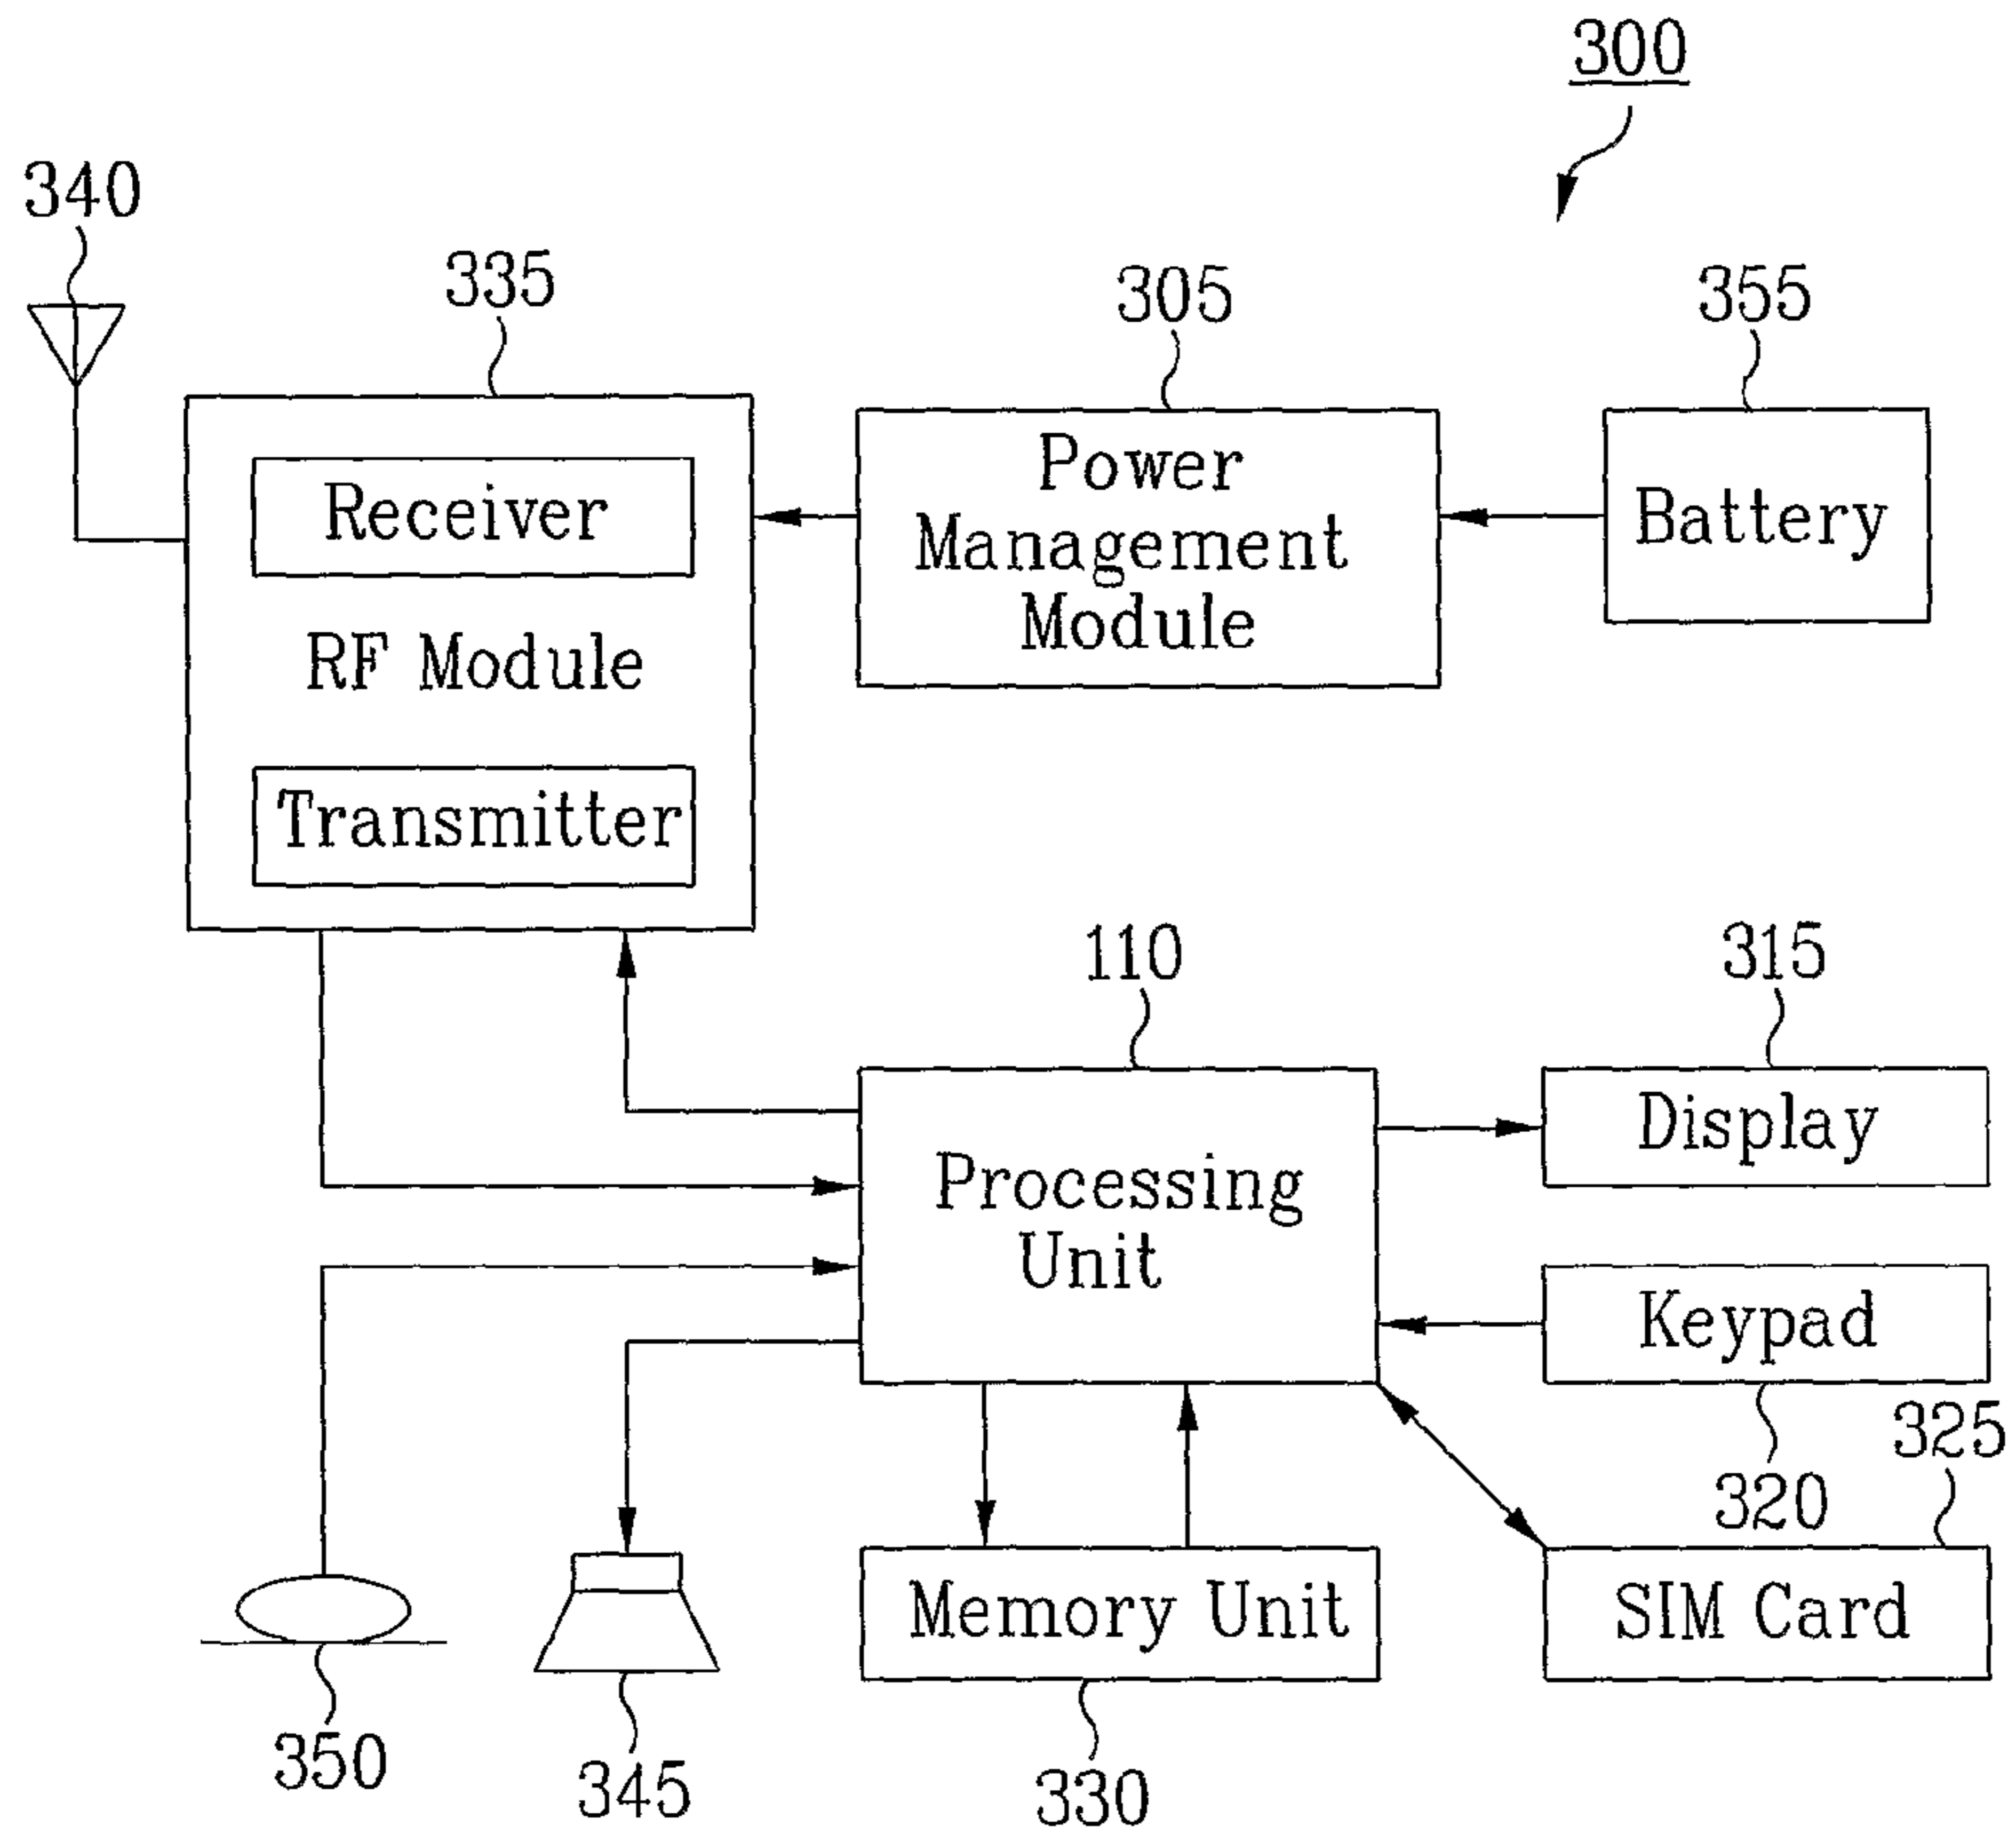 300
340
335
305
355
Receiver
RF Module
Transmitter
Power
Management
Module
Battery
110
315
Processing
Unit
Display
Keypad
320
325
Memory Unit
SIM Card
350
345
330